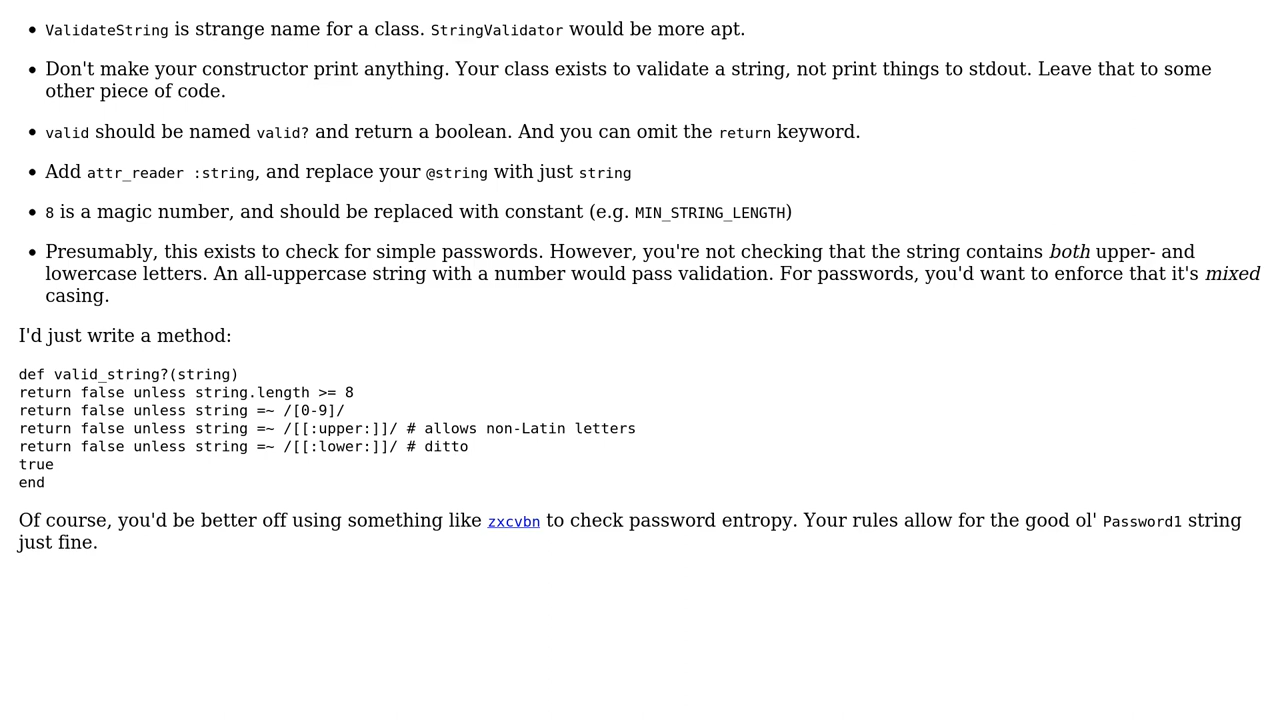 ValidateString is strange name for a class. StringValidator would be more apt.
Don't make your constructor print anything. Your class exists to validate a string, not print things to stdout. Leave that to some
other piece of code.
valid should be named valid? and return a boolean. And you can omit the return keyword.
Add attr_reader :string, and replace your @string with just string
8 is a magic number, and should be replaced with constant (e.g. MIN_STRING_LENGTH)
Presumably, this exists to check for simple passwords. However, you're not checking that the string contains both upper- and
lowercase letters. An all-uppercase string with a number would pass validation. For passwords, you'd want to enforce that it's mixed
casing.
I'd just write a method:
def valid_string?(string)
return false unless string.length >= 8
return false unless string =~ /[0-9]/
return false unless string =~ /[[:upper:]]/ # allows non-Latin letters
return false unless string =~ /[[:lower:]]/ # ditto
true
end
Of course, you'd be better off using something like zxcvbn to check password entropy. Your rules allow for the good ol' Password1 string
just fine.